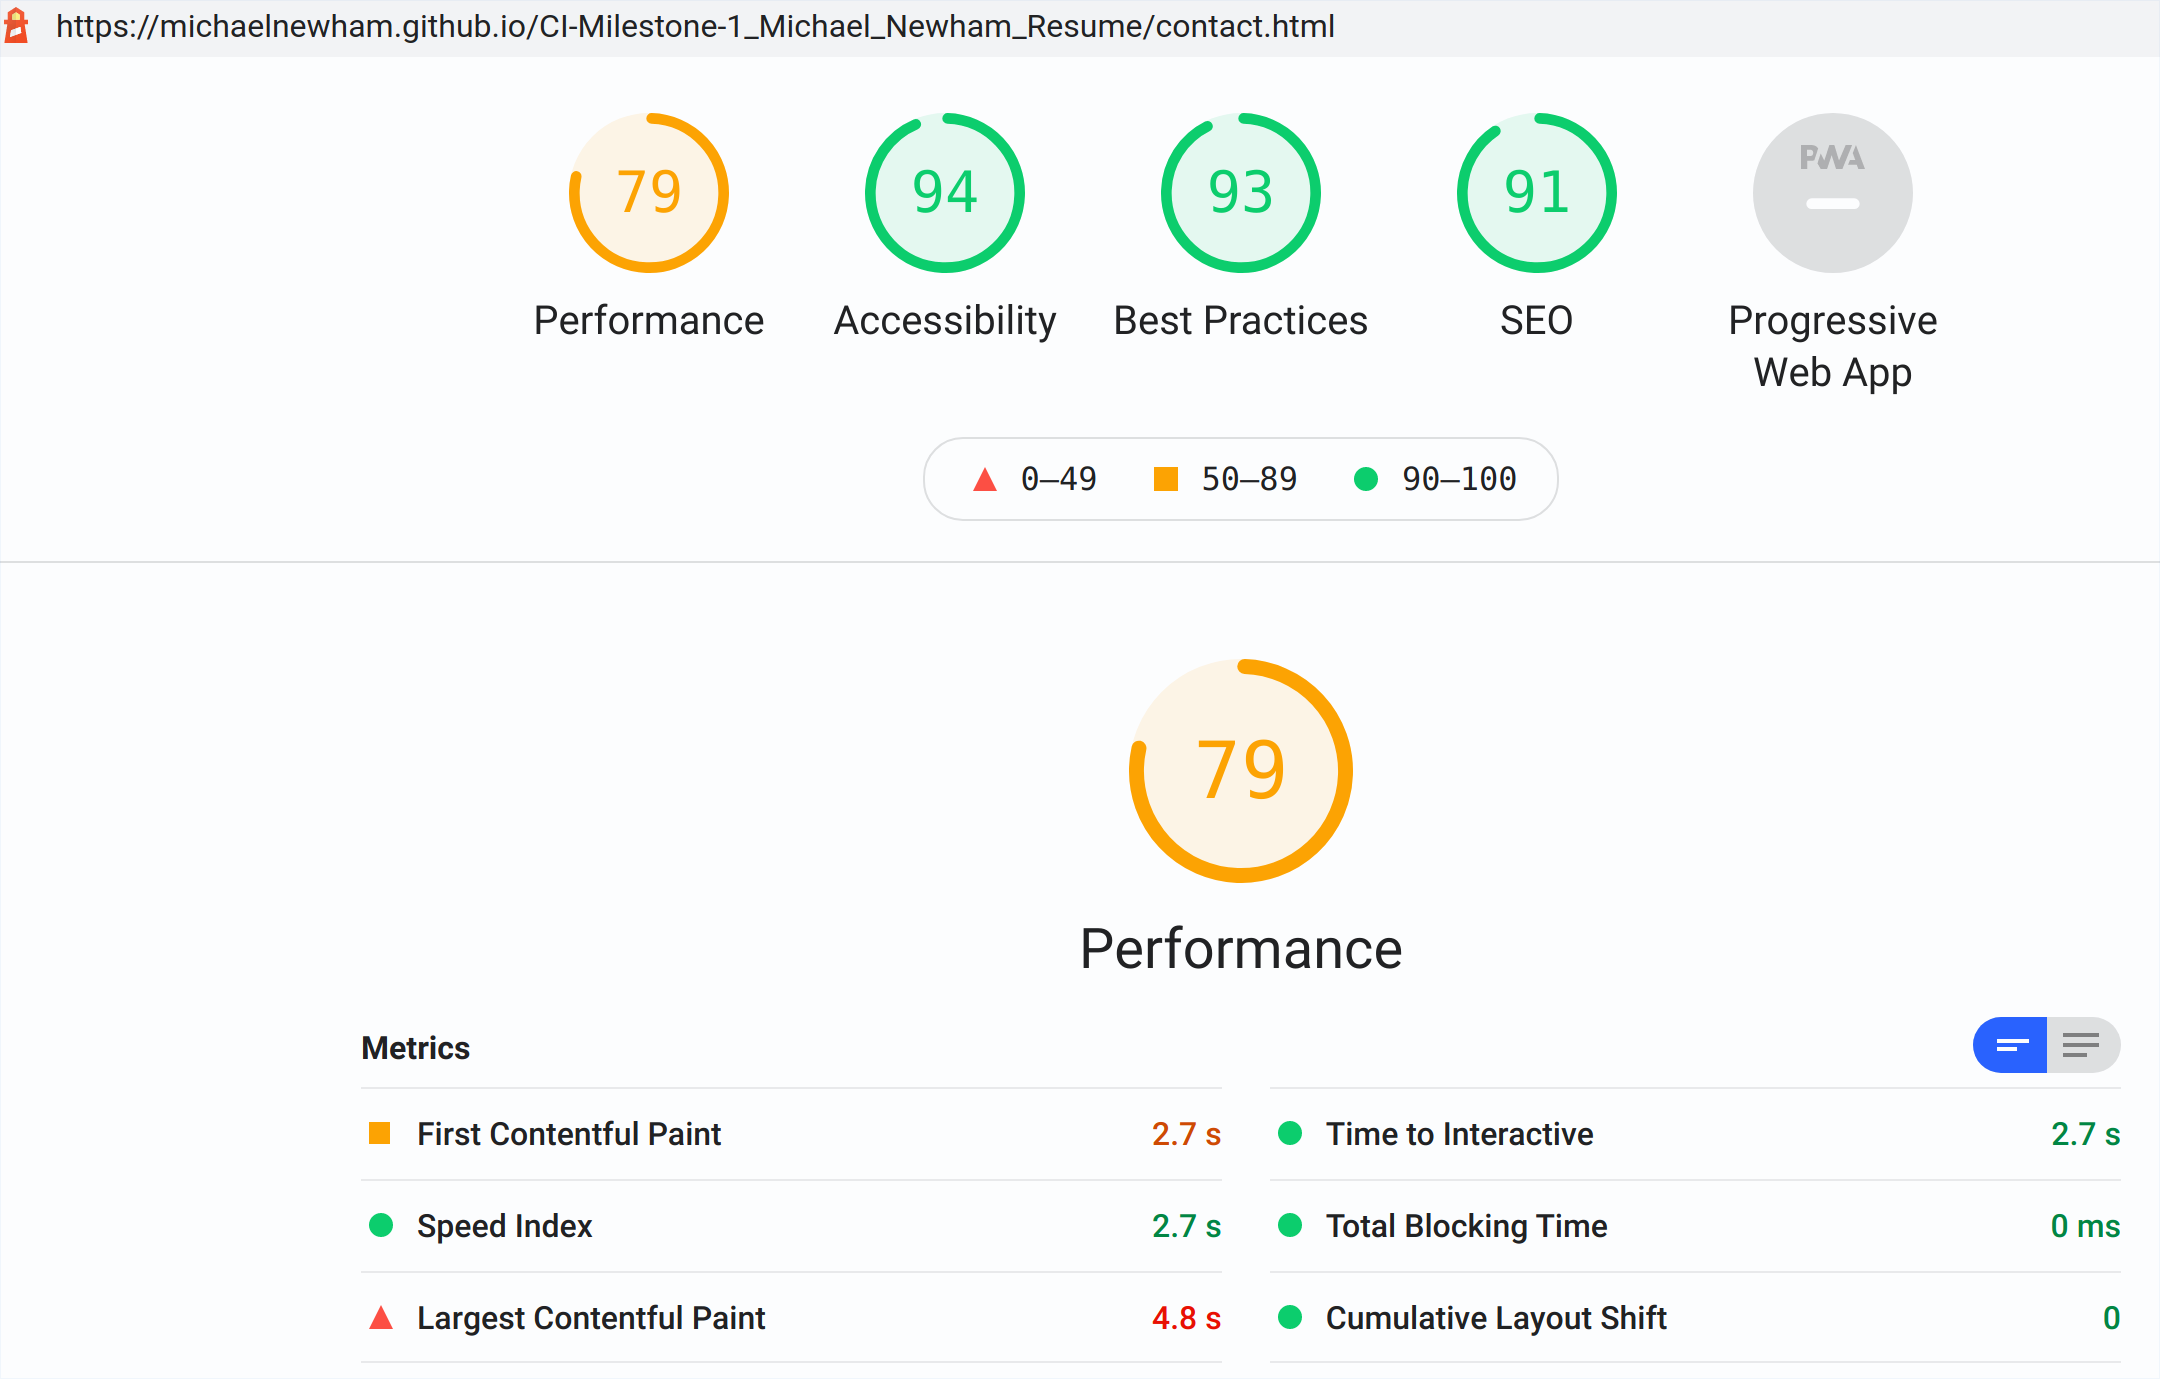 https://michaelnewham.github.io/CI-Milestone-1_Michael_Newham_Resume/contact.html
79 94 93 91 PWA
Performance Accessibility Best Practices SEO Progressive
Web App
0–49 50–89 90–100
79
Performance
Metrics
First Contentful Paint 2.7 s Time to Interactive 2.7 s
Speed Index 2.7 s Total Blocking Time 0 ms
Largest Contentful Paint 4.8 s Cumulative Layout Shift 0